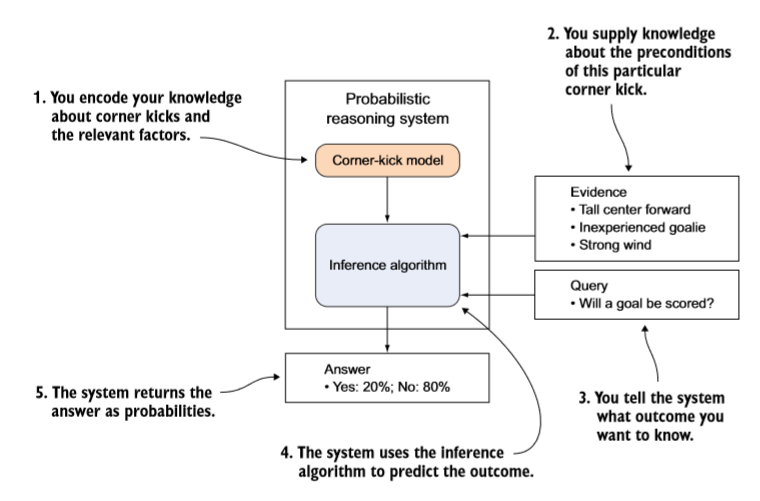 1. You encode your knowledge
about corner kicks and
the relevant factors.
2. You supply knowledge
about the preconditions
of this particular
corner kick.
Probabilistic
reasoning system
Corner-kick model
Inference algorithm
Evidence
• Tall center forward
• Inexperienced goalie
• Strong wind
Query
• Will a goal be scored?
Answer
• Yes: 20%; No: 80%
3. You tell the system
what outcome you
want to know.
4. The system uses the inference
algorithm to predict the outcome.
5. The system returns the
answer as probabilities.